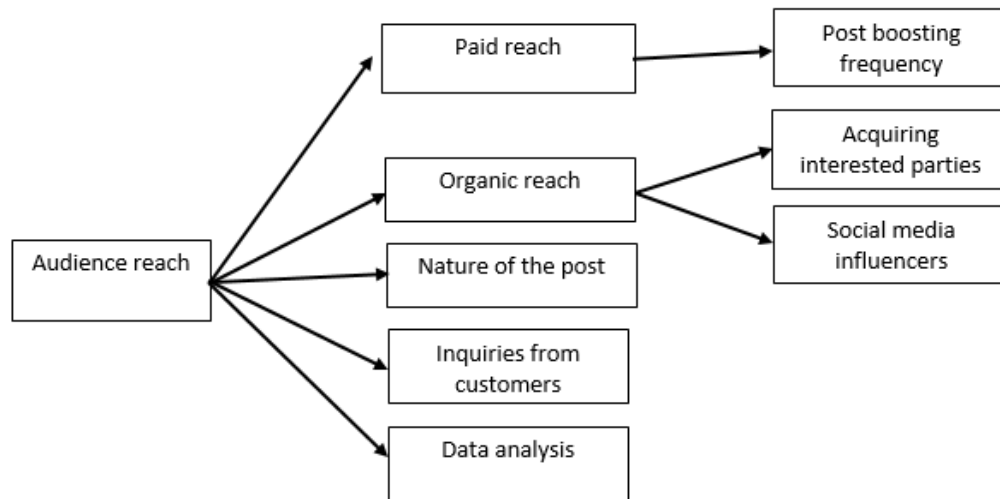 Paid reach
Post boosting
frequency
Acquiring
interested parties
Organic reach
Social media
influencers
Audience reach
Nature of the post
Inquiries from
customers
Data analysis